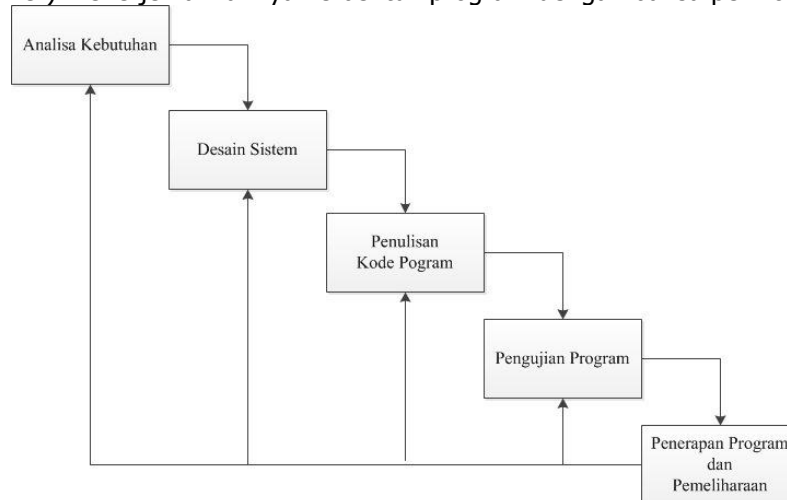 Analisa Kebutuhan
Desain Sistem
Penulisan
Kode Pogram
Pengujian Program
Penerapan Program
dan
Pemeliharaan